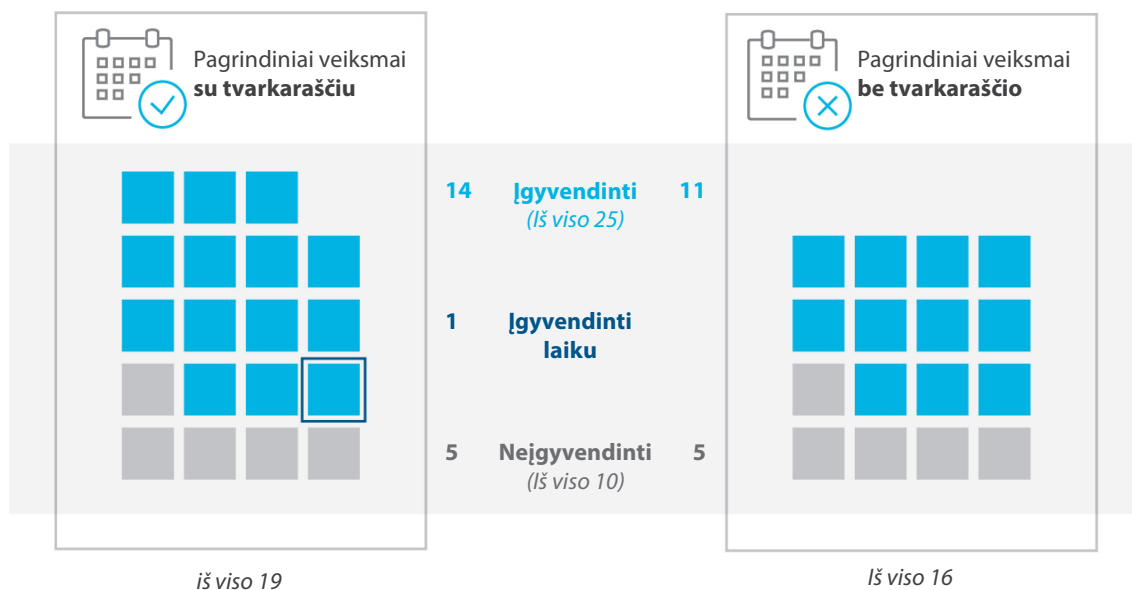 Pagrindiniai veiksmai
su tvarkaraščiu
Pagrindiniai veiksmai
be tvarkaraščio
14 Įgyvendinti 11
(Iš viso 25)
1 Įgyvendinti
laiku
5 Neįgyvendinti 5
(Iš viso 10)
iš viso 19
Iš viso 16